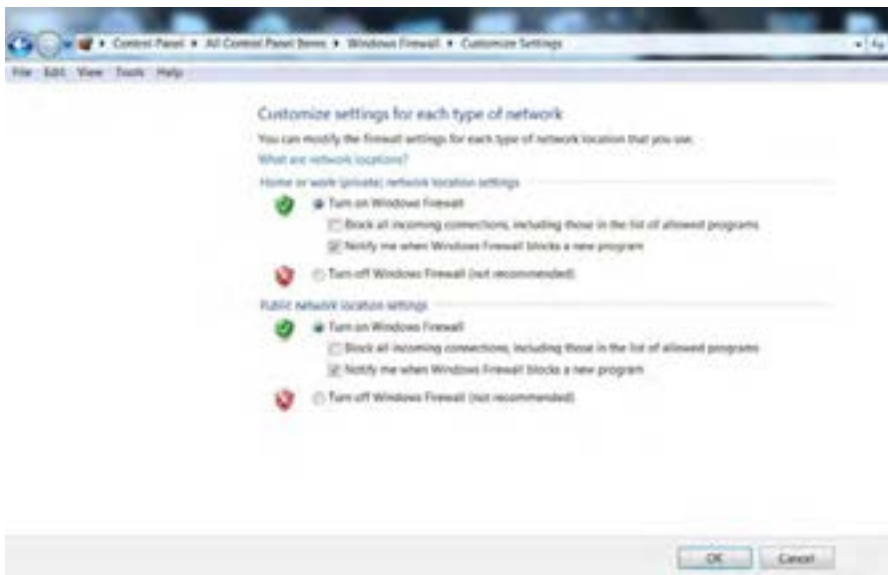 Control Panel ▸ All Control Panel Items ▸ Windows Firewall ▸ Customize Settings
File Edit View Tools Help
Customize settings for each type of network
You can modify the firewall settings for each type of network location that you use.
What are network locations?
Home or work (private) network location settings
Turn on Windows Firewall
Block all incoming connections, including those in the list of allowed programs
Notify me when Windows Firewall blocks a new program
Turn off Windows Firewall (not recommended)
Public network location settings
Turn on Windows Firewall
Block all incoming connections, including those in the list of allowed programs
Notify me when Windows Firewall blocks a new program
Turn off Windows Firewall (not recommended)
OK Cancel